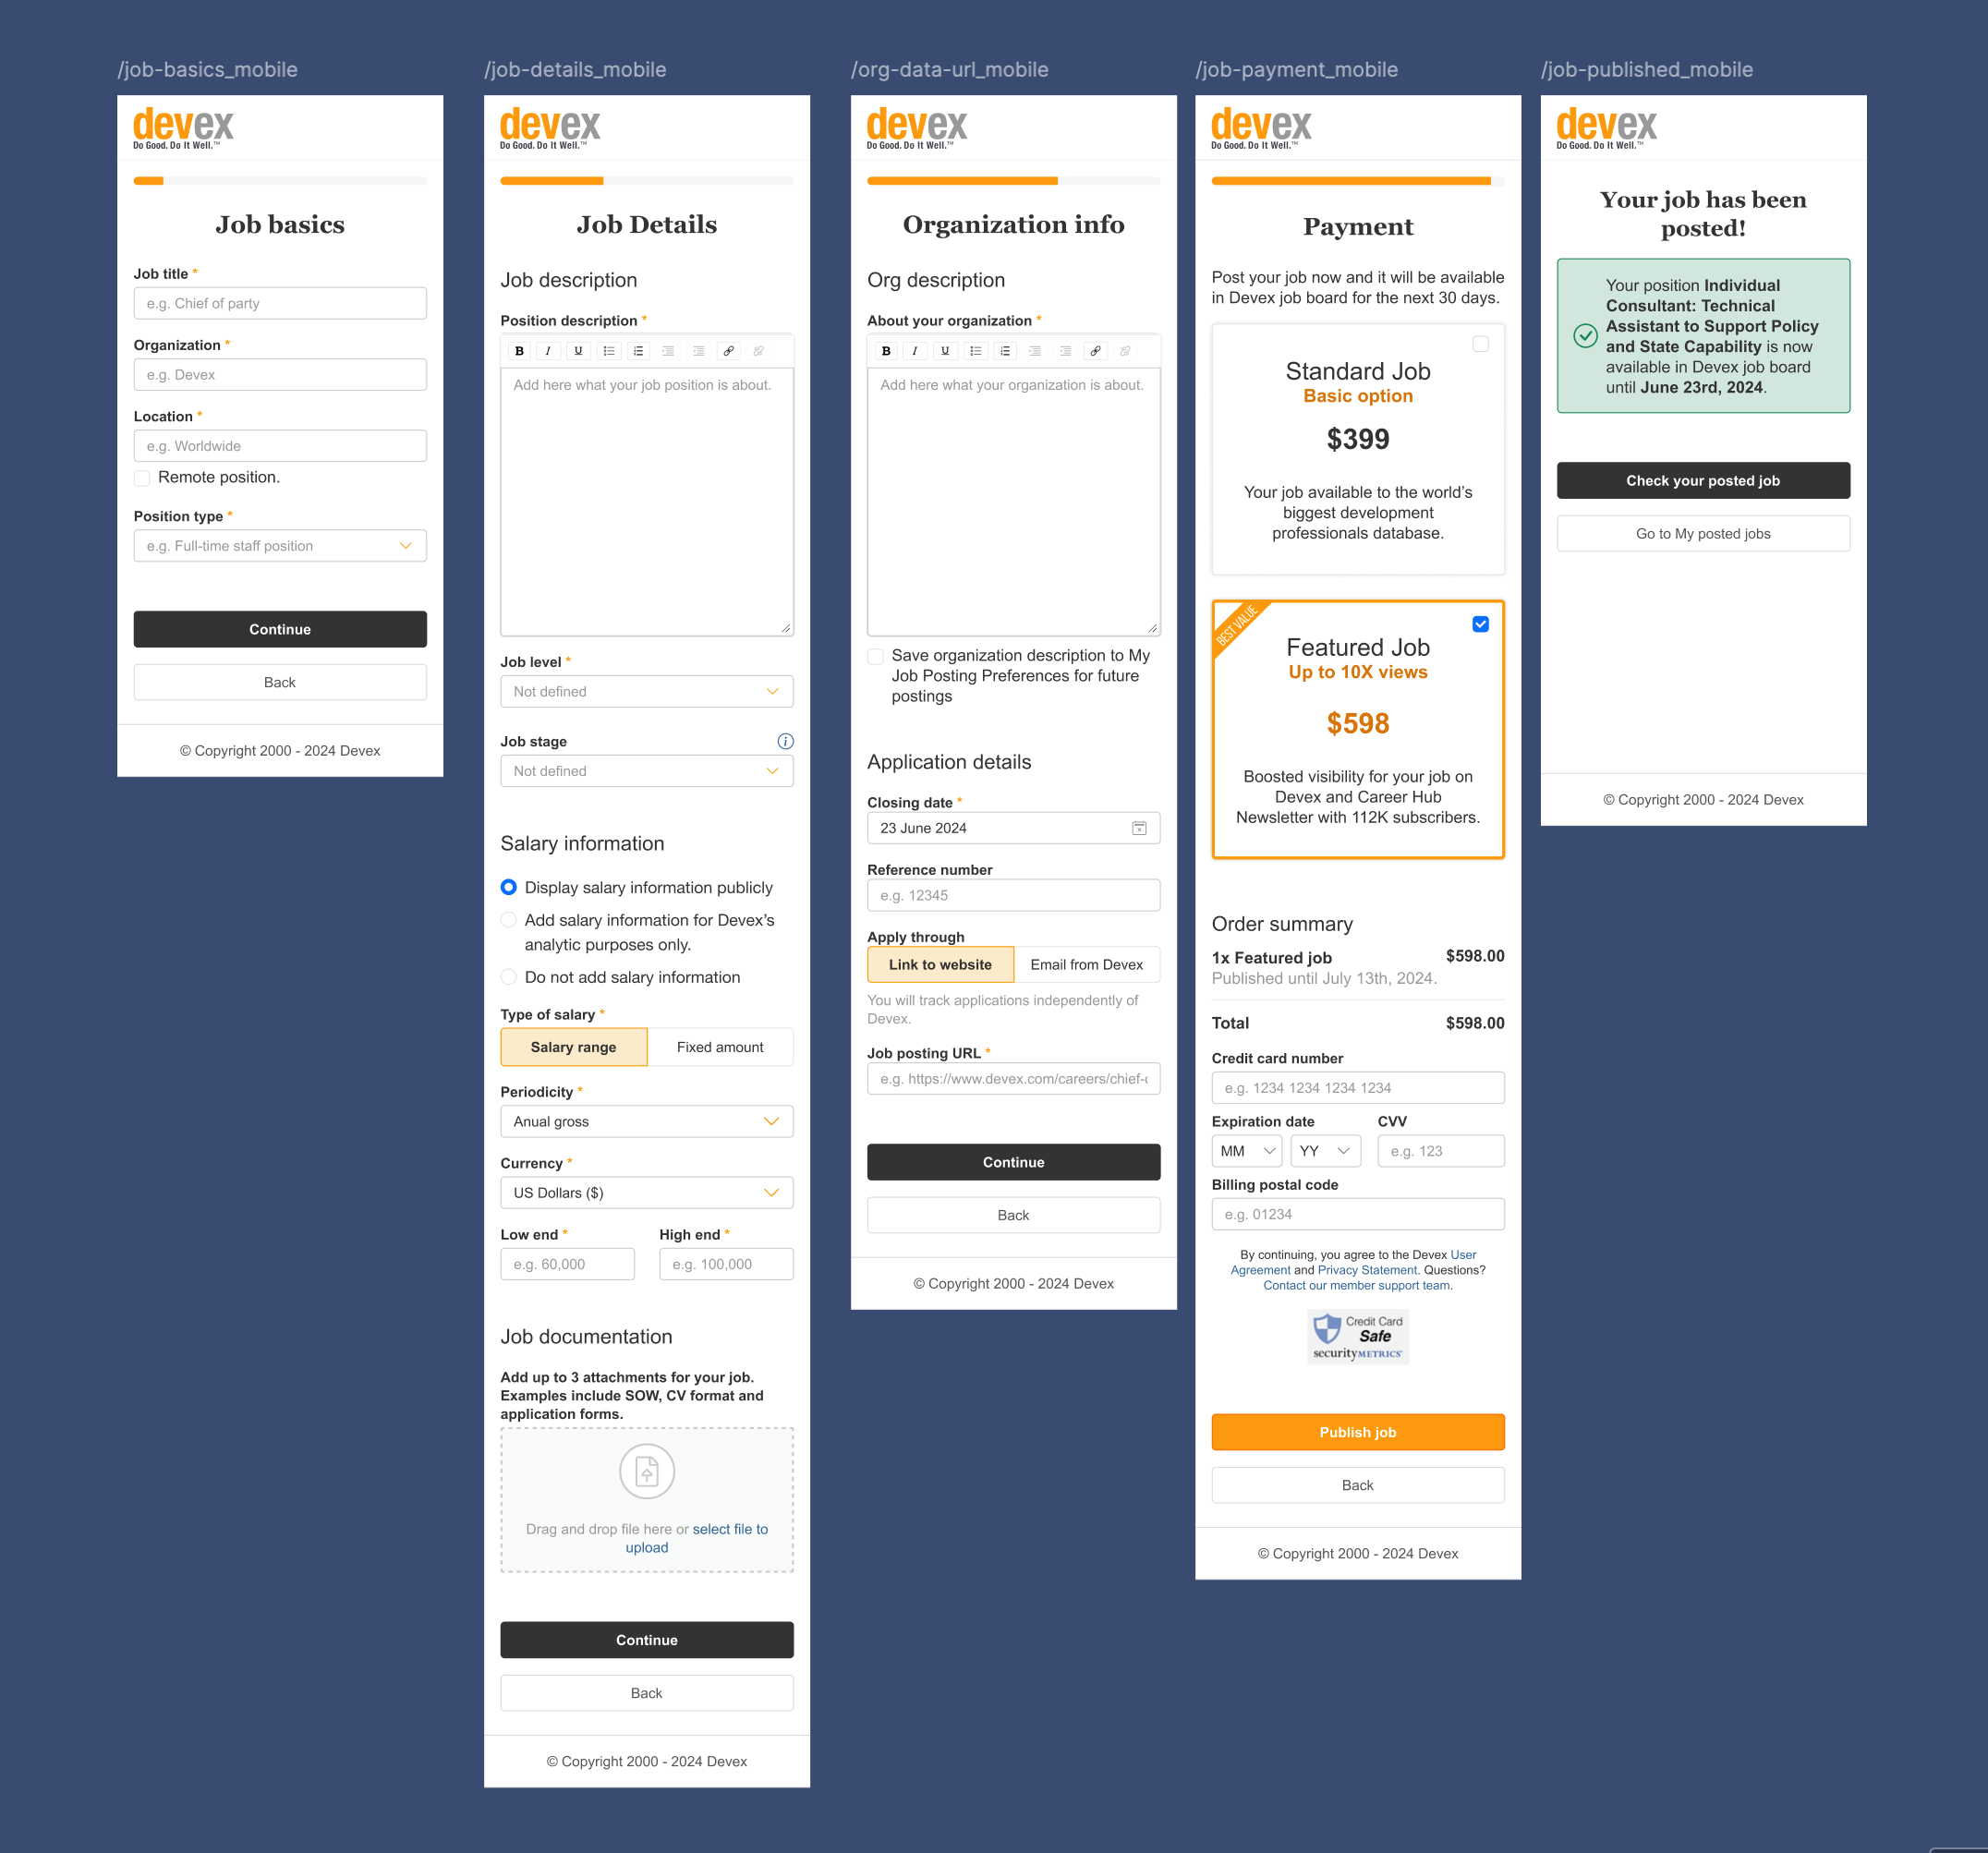 /job-basics_mobile
devex
Do Good. Do It Well.™
Job basics
Job title *
e.g. Chief of party
Organization *
e.g. Devex
Location *
e.g. Worldwide
Remote position.
Position type *
e.g. Full-time staff position
Continue
Back
© Copyright 2000 - 2024 Devex
/job-details_mobile
devex
Do Good. Do It Well.™
Job Details
Job description
Position description *
B I U
Add here what your job position is about.
Job level *
Not defined
Job stage
Not defined
Salary information
Display salary information publicly
Add salary information for Devex's
analytic purposes only.
Do not add salary information
Type of salary *
Salary range Fixed amount
Periodicity *
Anual gross
Currency *
US Dollars ($)
Low end * High end *
e.g. 60,000 e.g. 100,000
Job documentation
Add up to 3 attachments for your job.
Examples include SOW, CV format and
application forms.
Drag and drop file here or select file to
upload
Continue
Back
© Copyright 2000 - 2024 Devex
/org-data-url_mobile
devex
Do Good. Do It Well.™
Organization info
Org description
About your organization *
B I U
Add here what your organization is about.
Save organization description to My
Job Posting Preferences for future
postings
Application details
Closing date *
23 June 2024
Reference number
e.g. 12345
Apply through
Link to website Email from Devex
You will track applications independently of
Devex.
Job posting URL *
e.g. https://www.devex.com/careers/chief-
Continue
Back
© Copyright 2000 - 2024 Devex
/job-payment_mobile
devex
Do Good. Do It Well.™
Payment
Post your job now and it will be available
in Devex job board for the next 30 days.
Standard Job
Basic option
$399
Your job available to the world's
biggest development
professionals database.
BEST VALUE
Featured Job
Up to 10X views
$598
Boosted visibility for your job on
Devex and Career Hub
Newsletter with 112K subscribers.
Order summary
1x Featured job $598.00
Published until July 13th, 2024.
Total $598.00
Credit card number
e.g. 1234 1234 1234 1234
Expiration date CVV
MM YY e.g. 123
Billing postal code
e.g. 01234
By continuing, you agree to the Devex User
Agreement and Privacy Statement. Questions?
Contact our member support team.
Credit Card
Safe
securityMETRICS
Publish job
Back
© Copyright 2000 - 2024 Devex
/job-published_mobile
devex
Do Good. Do It Well.™
Your job has been
posted!
Your position Individual
Consultant: Technical
Assistant to Support Policy
and State Capability is now
available in Devex job board
until June 23rd, 2024.
Check your posted job
Go to My posted jobs
© Copyright 2000 - 2024 Devex